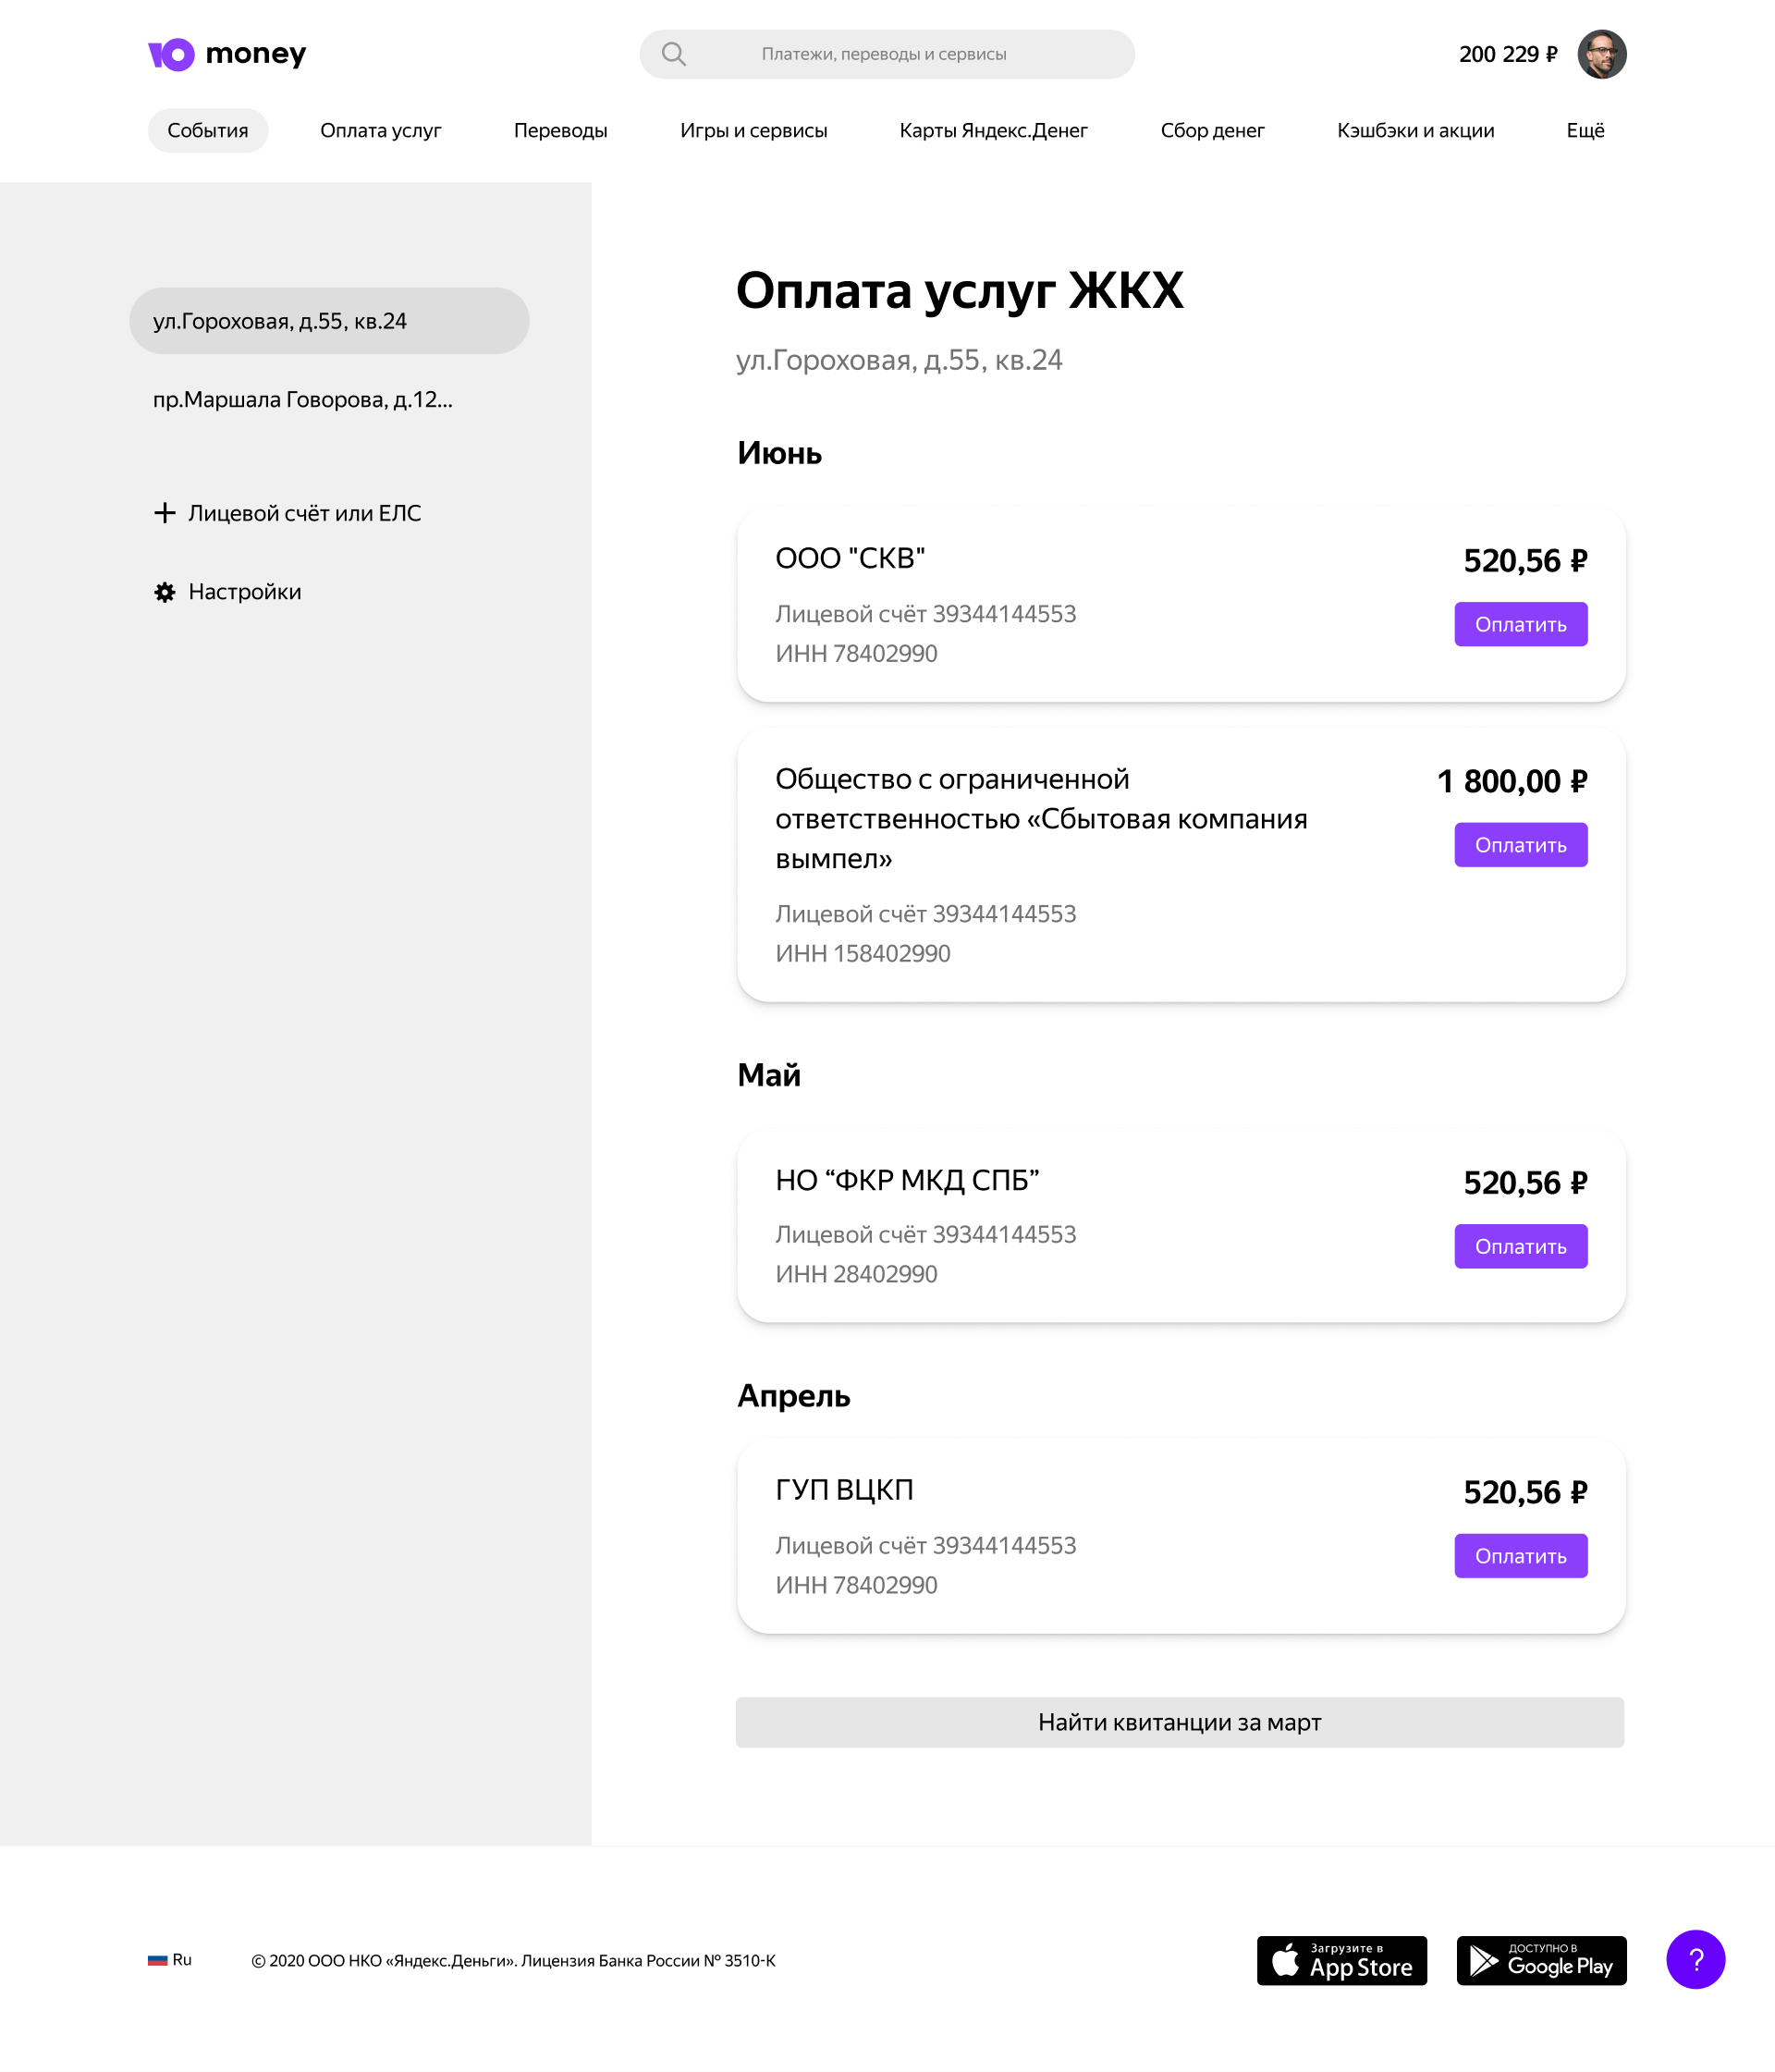 Ю money
Платежи, переводы и сервисы
200 229 ₽
События
Оплата услуг
Переводы
Игры и сервисы
Карты Яндекс.Денег
Сбор денег
Кэшбэки и акции
Ещё
ул.Гороховая, д.55, кв.24
пр.Маршала Говорова, д.12...
Лицевой счёт или ЕЛС
Настройки
Оплата услуг ЖКХ
ул.Гороховая, д.55, кв.24
Июнь
ООО "СКВ"
520,56 ₽
Лицевой счёт 39344144553
Оплатить
ИНН 78402990
Общество с ограниченной
ответственностью «Сбытовая компания
вымпел»
1 800,00 ₽
Оплатить
Лицевой счёт 39344144553
ИНН 158402990
Май
НО “ФКР МКД СПБ”
520,56 ₽
Лицевой счёт 39344144553
Оплатить
ИНН 28402990
Апрель
ГУП ВЦКП
520,56 ₽
Лицевой счёт 39344144553
Оплатить
ИНН 78402990
Найти квитанции за март
Ru
© 2020 ООО НКО «Яндекс.Деньги». Лицензия Банка России № 3510-К
Загрузите в
App Store
ДОСТУПНО В
Google Play
?